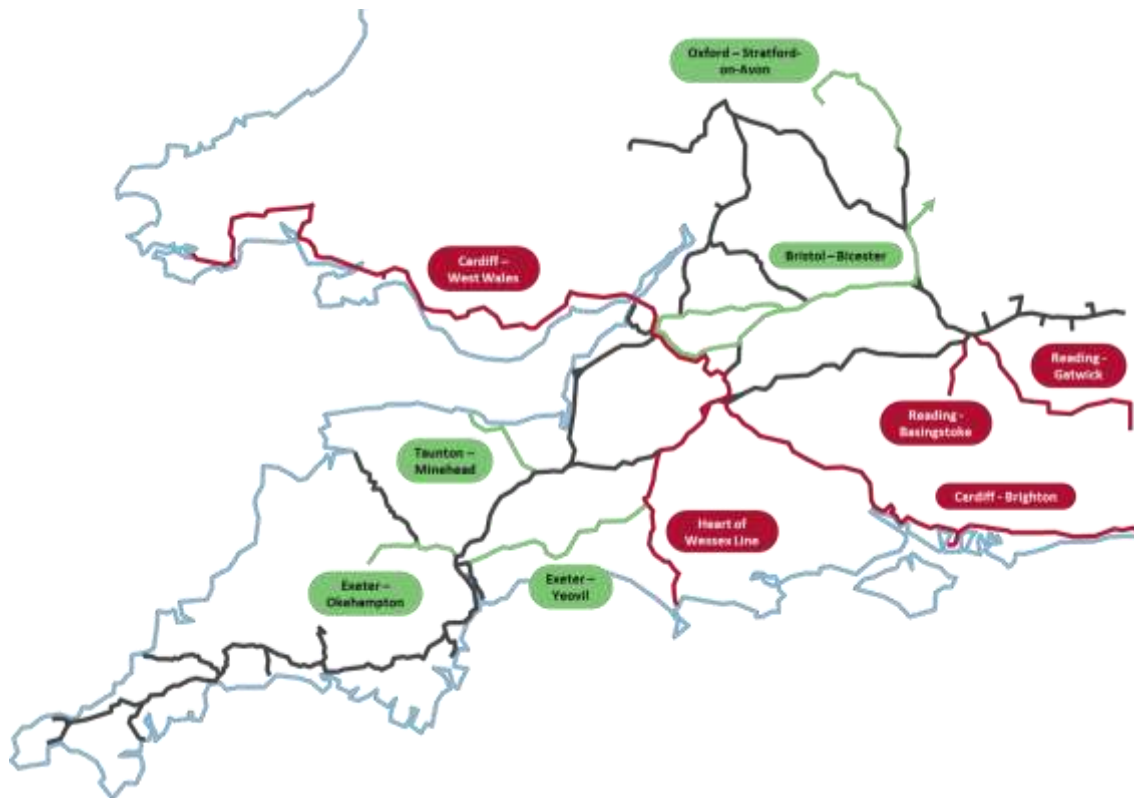 Oxford – Stratford-
on-Avon
Cardiff –
West Wales
Bristol – Bicester
Reading -
Gatwick
Reading -
Basingstoke
Taunton –
Minehead
Cardiff - Brighton
Heart of
Wessex Line
Exeter –
Okehampton
Exeter –
Yeovil